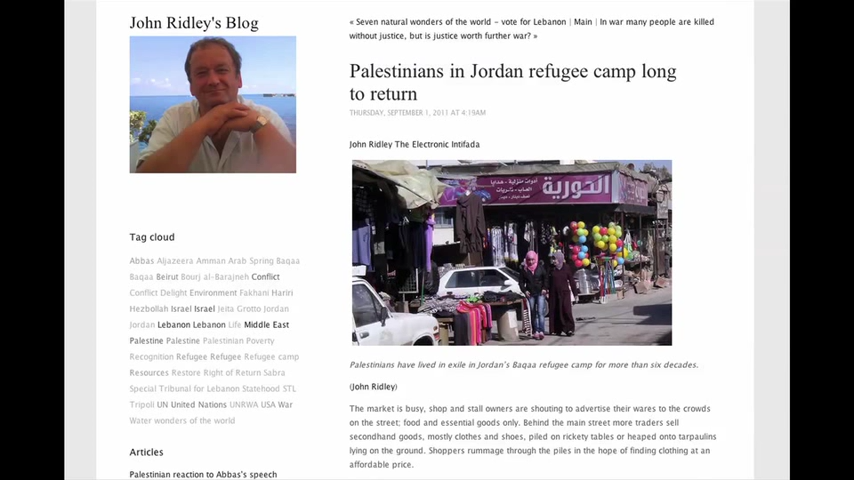 John Ridley's Blog
« Seven natural wonders of the world - vote for Lebanon | Main | In war many people are killed
without justice, but is justice worth further war? »
Palestinians in Jordan refugee camp long
to return
THURSDAY, SEPTEMBER 1, 2011 AT 4:19AM
John Ridley The Electronic Intifada
أدوات منزلية - هدايا
الحورية
Palestinians have lived in exile in Jordan's Baqaa refugee camp for more than six decades.
(John Ridley)
The market is busy, shop and stall owners are shouting to advertise their wares to the crowds
on the street; food and essential goods only. Behind the main street more traders sell
secondhand goods, mostly clothes and shoes, piled on rickety tables or heaped onto tarpaulins
lying on the ground. Shoppers rummage through the piles in the hope of finding clothing at an
affordable price.
Tag cloud
Abbas Aljazeera Amman Arab Spring Baqaa
Baqaa Beirut Bourj al-Barajneh Conflict
Conflict Delight Environment Fakhani Hariri
Hezbollah Israel Israel Jeita Grotto Jordan
Jordan Lebanon Lebanon Life Middle East
Palestine Palestine Palestinian Poverty
Recognition Refugee Refugee Refugee camp
Resources Restore Right of Return Sabra
Special Tribunal for Lebanon Statehood STL
Tripoli UN United Nations UNRWA USA War
Water wonders of the world
Articles
Palestinian reaction to Abbas's speech